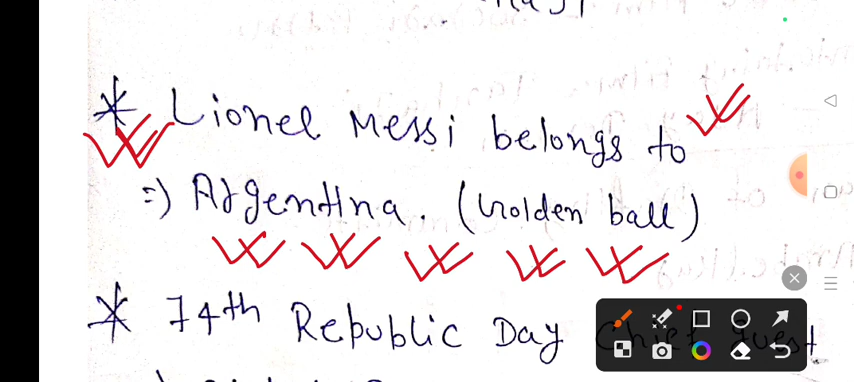 * Lionel Messi belongs to
=) Argentina. (Golden ball)
* 74th Republic Day Chief guest